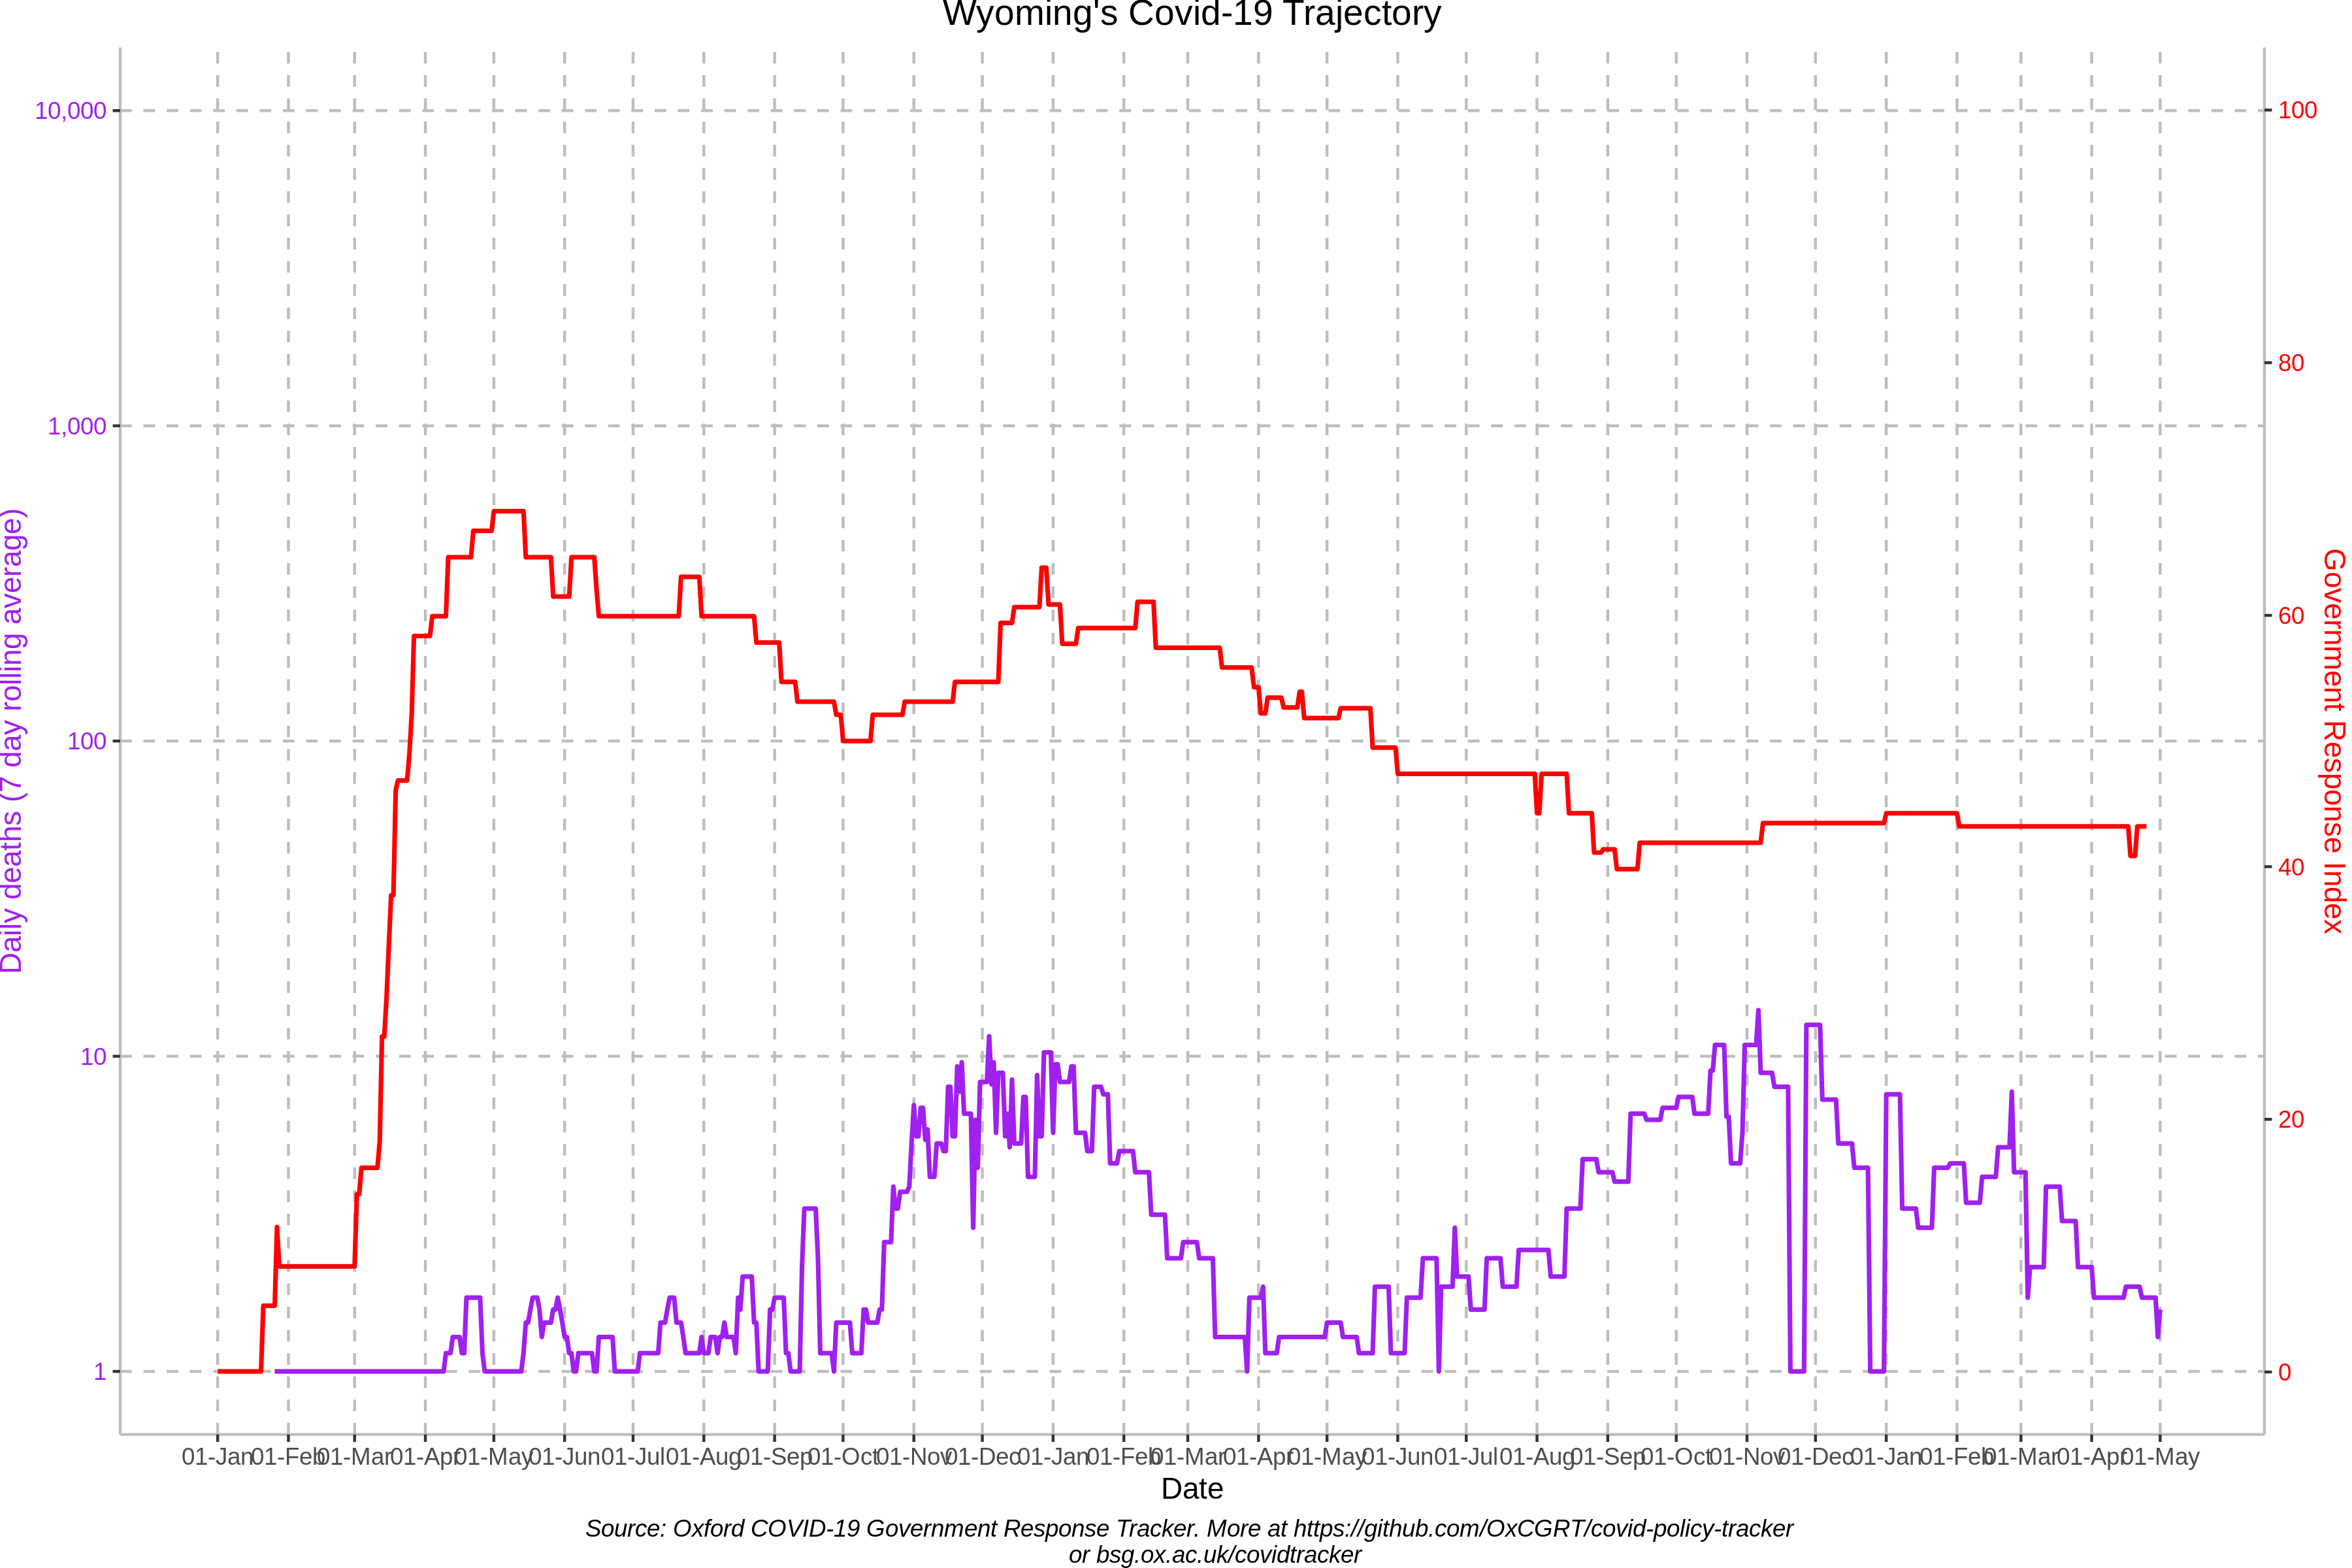 Wyoming's Covid-19 Trajectory
10,000
1,000
100
10
1
Daily deaths (7 day rolling average)
100
80
60
40
20
0
Government Response Index
01-Jan 01-Feb 01-Mar 01-Apr 01-May 01-Jun 01-Jul 01-Aug 01-Sep 01-Oct 01-Nov 01-Dec 01-Jan 01-Feb 01-Mar 01-Apr 01-May 01-Jun 01-Jul 01-Aug 01-Sep 01-Oct 01-Nov 01-Dec 01-Jan 01-Feb 01-Mar 01-Apr 01-May
Date
Source: Oxford COVID-19 Government Response Tracker. More at https://github.com/OxCGRT/covid-policy-tracker
or bsg.ox.ac.uk/covidtracker